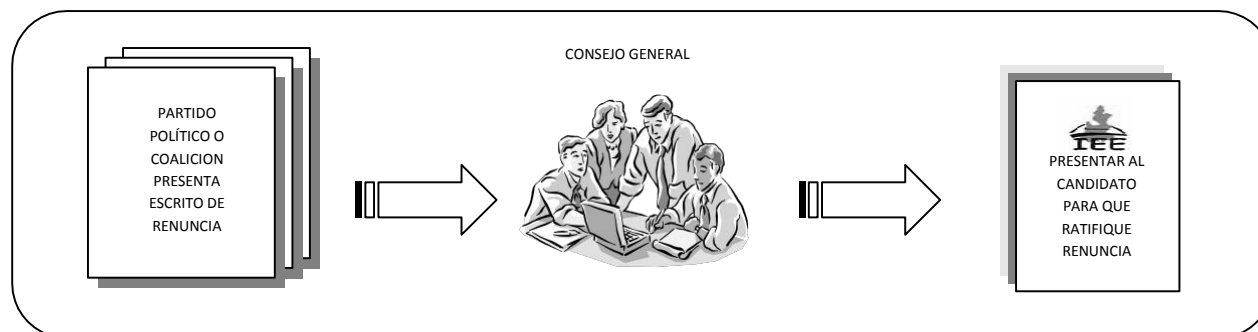 PARTIDO
POLÍTICO O
COALICION
PRESENTA
ESCRITO DE
RENUNCIA
CONSEJO GENERAL
IEE
PRESENTAR AL
CANDIDATO
PARA QUE
RATIFIQUE
RENUNCIA